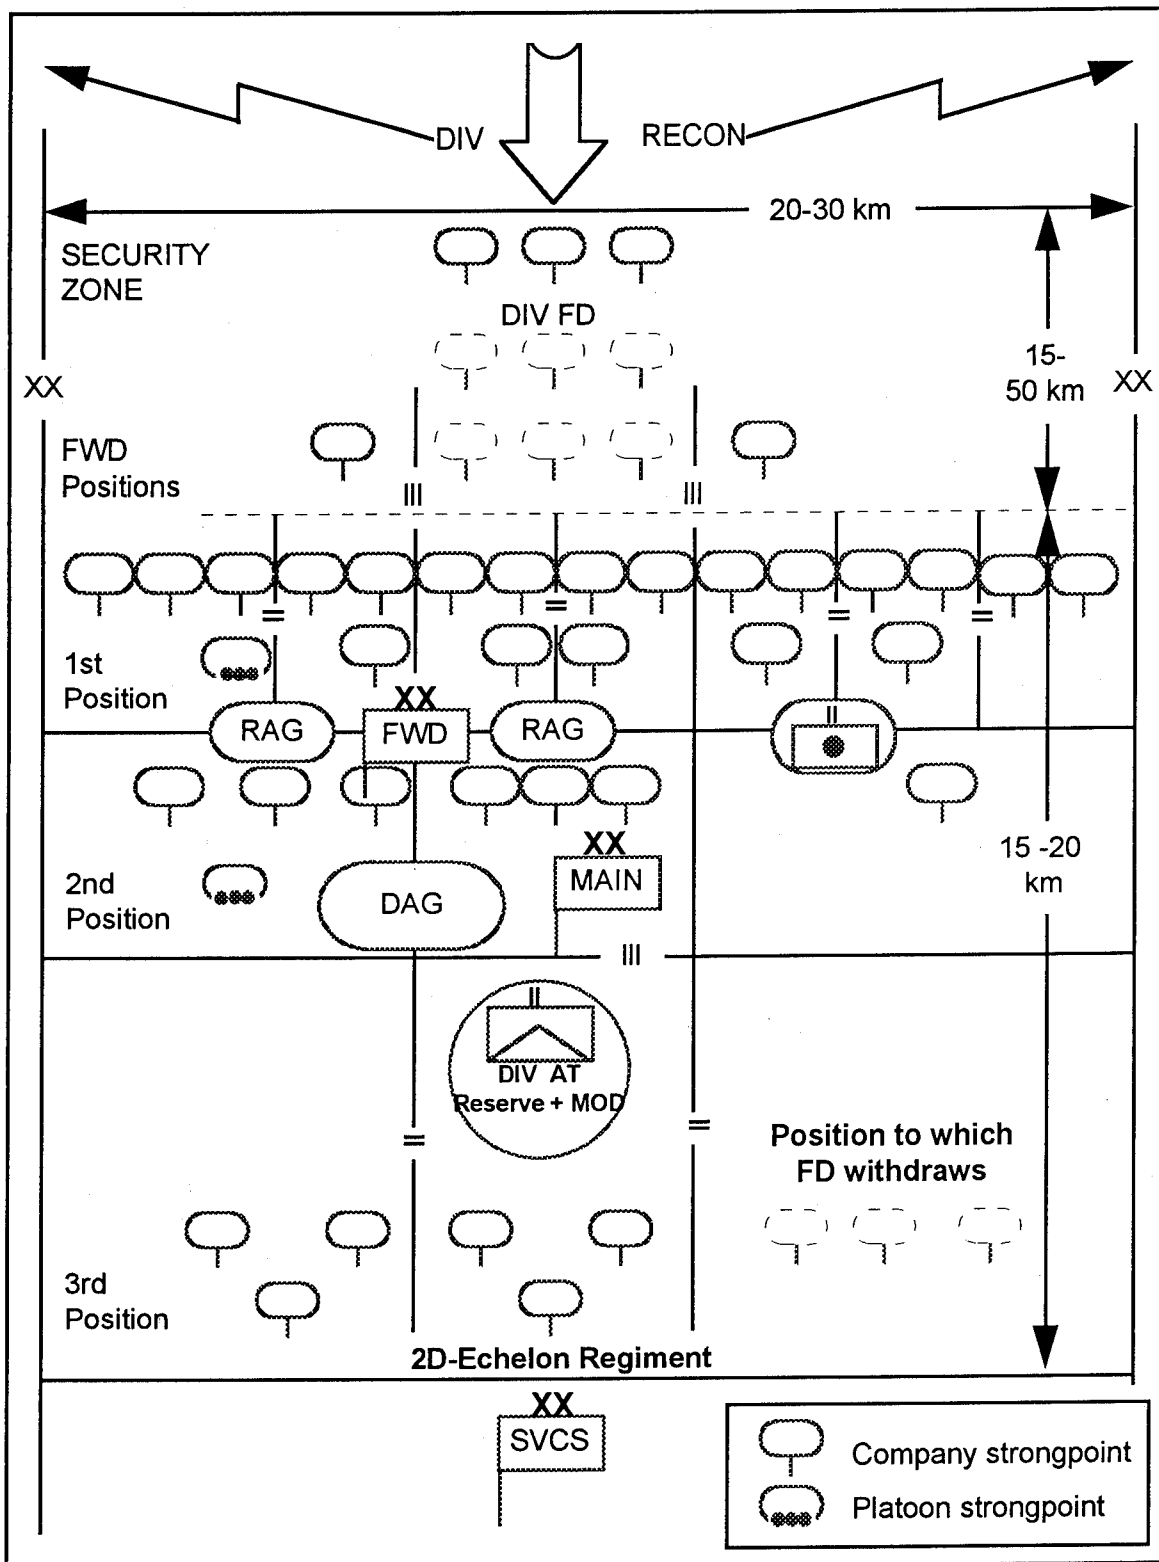 DIV
RECON
20-30 km
SECURITY
ZONE
DIV FD
15-
50 km
XX
XX
FWD
Positions
III
III
=
=
=
=
1st
Position
XX
RAG
FWD
RAG
II
XX
MAIN
15 -20
km
2nd
Position
DAG
III
II
DIV AT
Reserve + MOD
=
=
Position to which
FD withdraws
3rd
Position
2D-Echelon Regiment
XX
SVCS
Company strongpoint
Platoon strongpoint